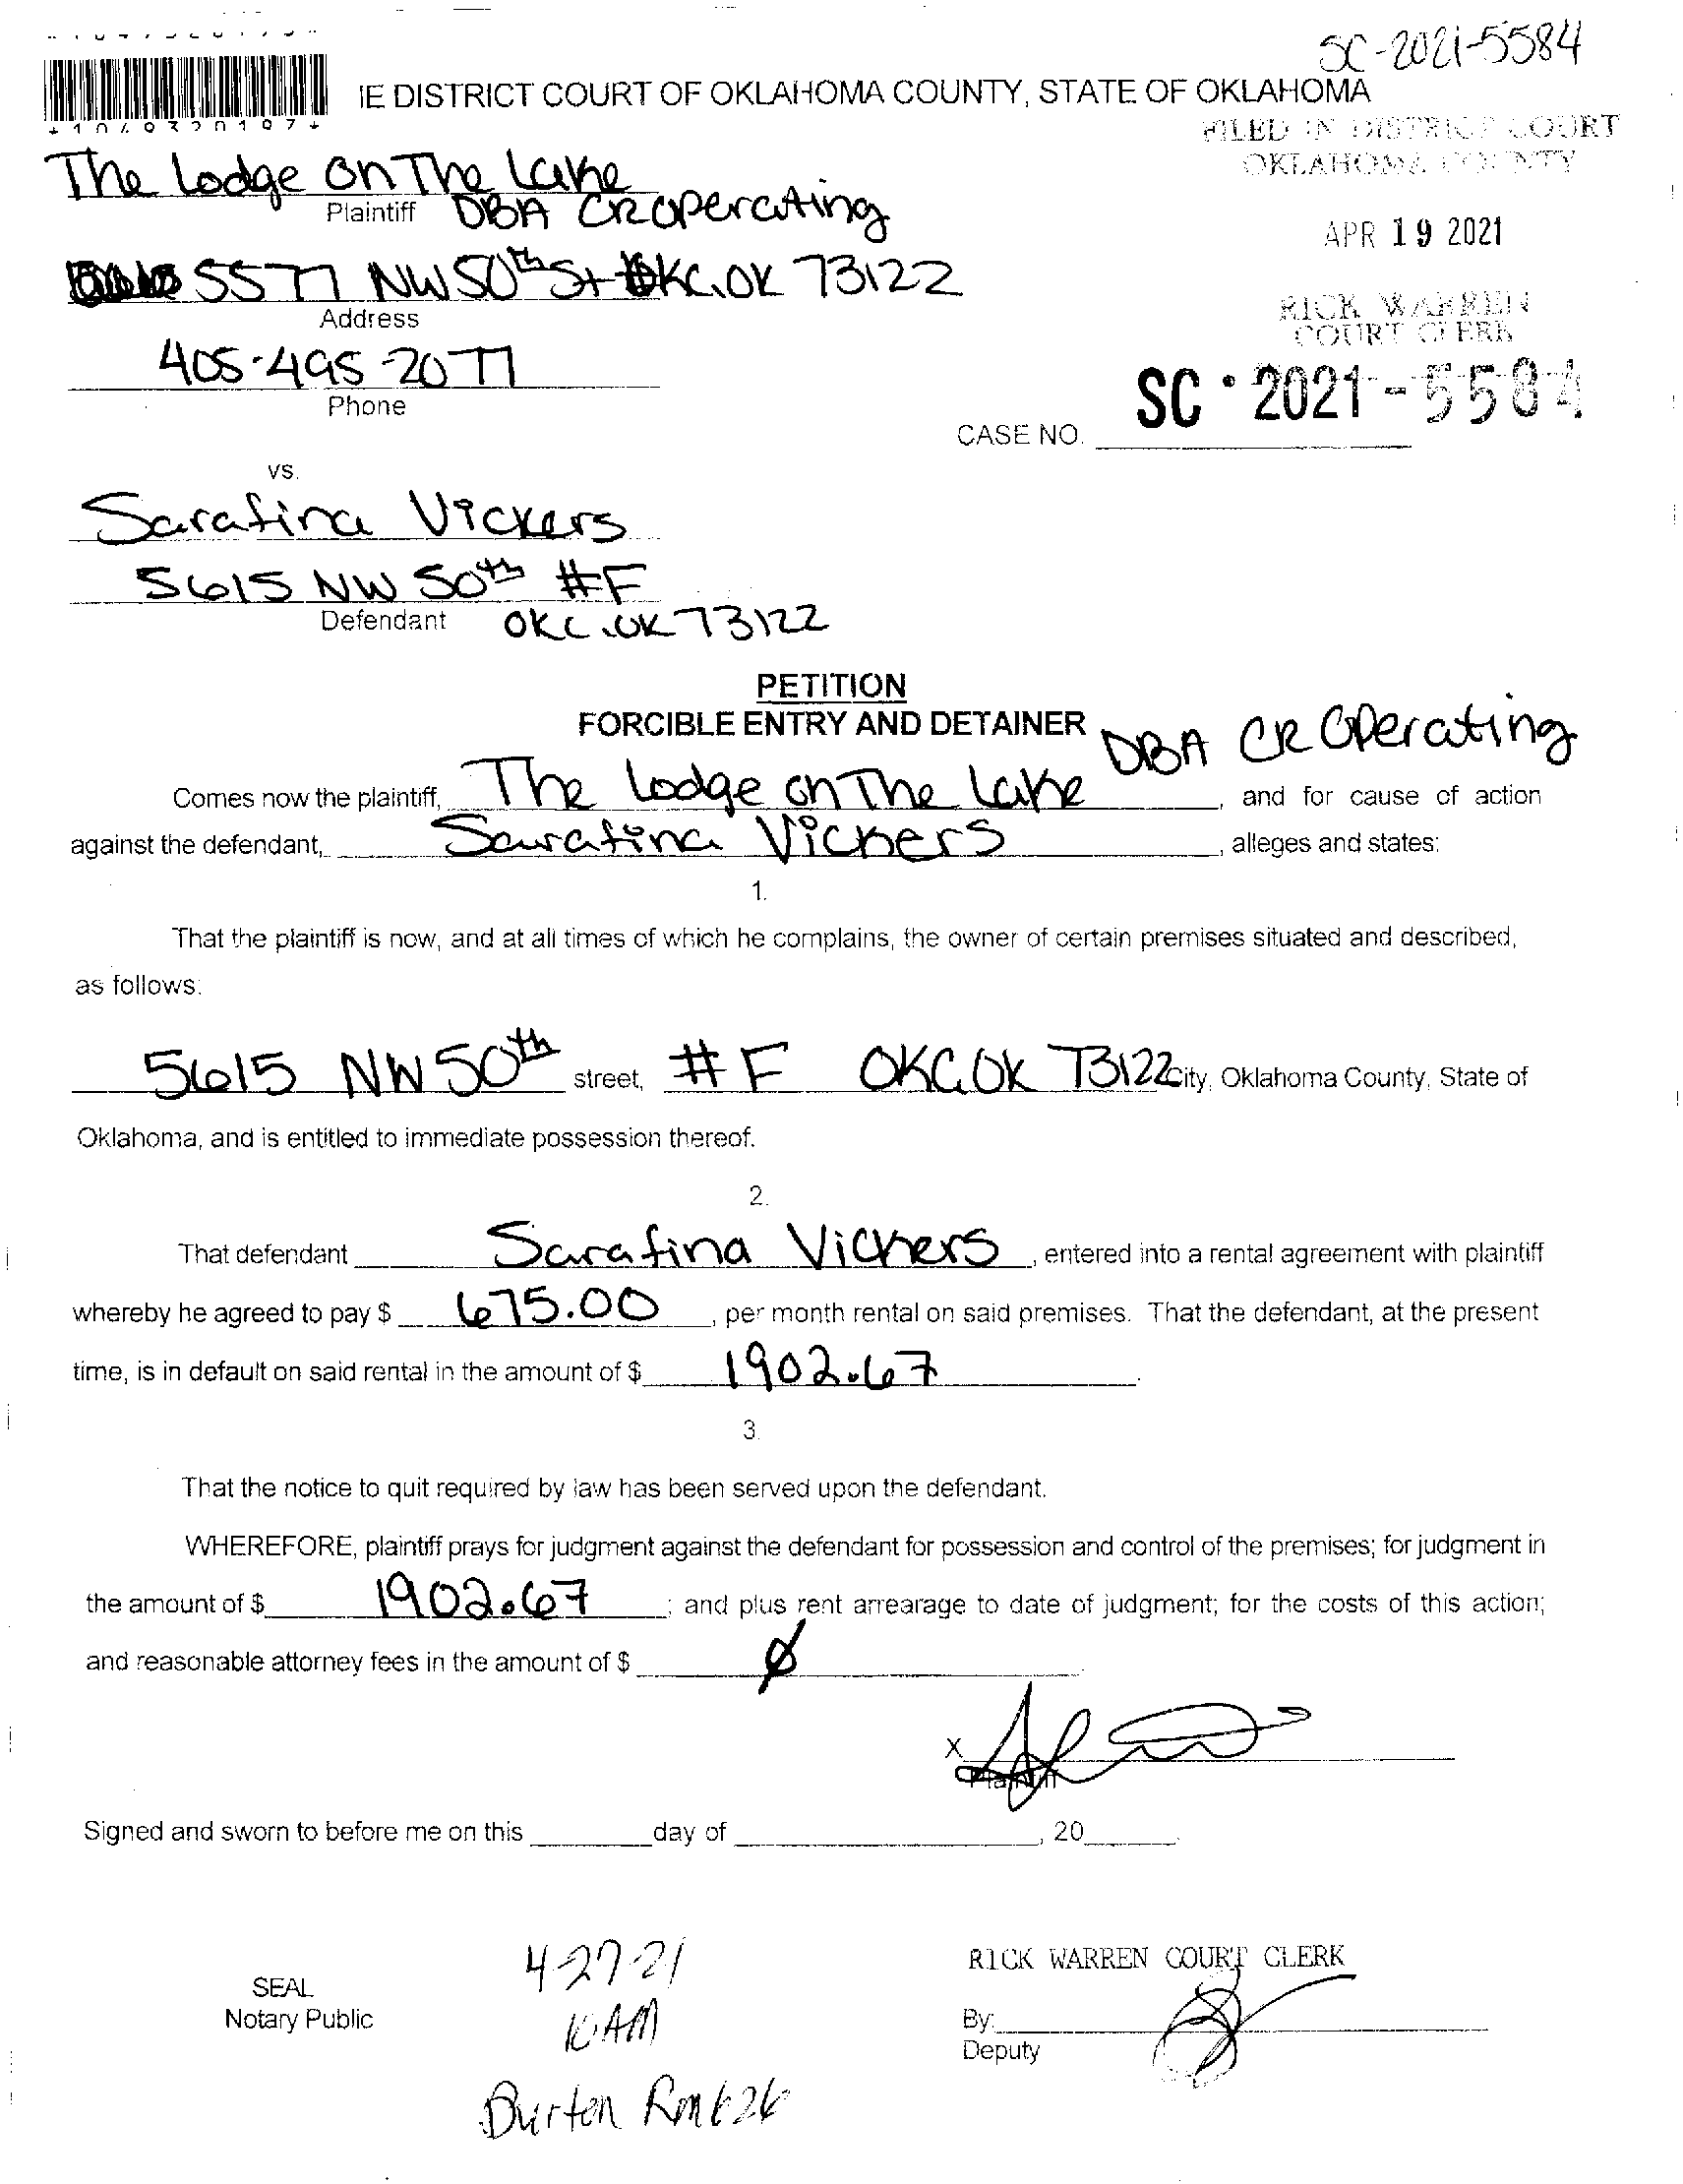 SC-2021-5584
IE DISTRICT COURT OF OKLAHOMA COUNTY, STATE OF OKLAHOMA
FILED IN DISTRICT COURT
OKLAHOMA COUNTY
The Lodge on The Lake
Plaintiff DBA CR Operating
APR 19 2021
5577 NW 50th St OKC, OK 73122
Address
RICK WARREN
COURT CLERK
405-495-2077
Phone
SC 2021-5584
CASE NO.
vs.
Sarafina Vickers
5615 NW 50th #F
Defendant OKC, OK 73122
PETITION
FORCIBLE ENTRY AND DETAINER
DBA CR Operating
Comes now the plaintiff, The Lodge on The Lake, and for cause of action
against the defendant, Sarafina Vickers, alleges and states:
1.
That the plaintiff is now, and at all times of which he complains, the owner of certain premises situated and described,
as follows:
5615 NW 50th street, #F OKC, OK 73122 City, Oklahoma County, State of
Oklahoma, and is entitled to immediate possession thereof.
2.
That defendant Sarafina Vickers, entered into a rental agreement with plaintiff
whereby he agreed to pay $ 675.00, per month rental on said premises. That the defendant, at the present
time, is in default on said rental in the amount of $ 1902.67.
3.
That the notice to quit required by law has been served upon the defendant.
WHEREFORE, plaintiff prays for judgment against the defendant for possession and control of the premises; for judgment in
the amount of $ 1902.67; and plus rent arrearage to date of judgment; for the costs of this action;
and reasonable attorney fees in the amount of $ Ø.
X
Plaintiff
Signed and sworn to before me on this day of , 20 .
4-27-21
RICK WARREN COURT CLERK
SEAL
Notary Public
10 AM
By:
Deputy
Burton Rm 626